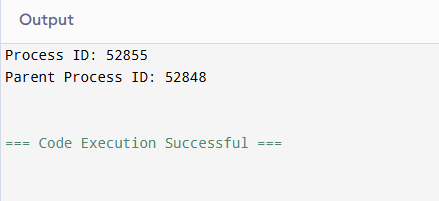 Output
Process ID: 52855
Parent Process ID: 52848
=== Code Execution Successful ===